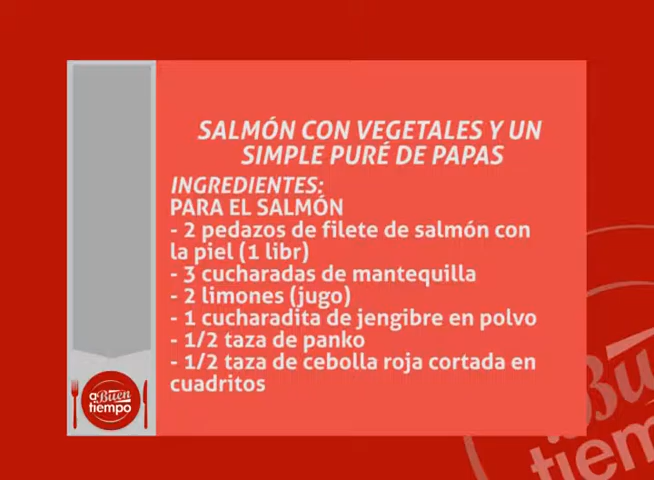 SALMÓN CON VEGETALES Y UN
SIMPLE PURÉ DE PAPAS
INGREDIENTES:
PARA EL SALMÓN
- 2 pedazos de filete de salmón con
la piel (1 libr)
- 3 cucharadas de mantequilla
- 2 limones (jugo)
- 1 cucharadita de jengibre en polvo
- 1/2 taza de panko
- 1/2 taza de cebolla roja cortada en
cuadritos
a Buen
tiempo
a Bu
tiemp